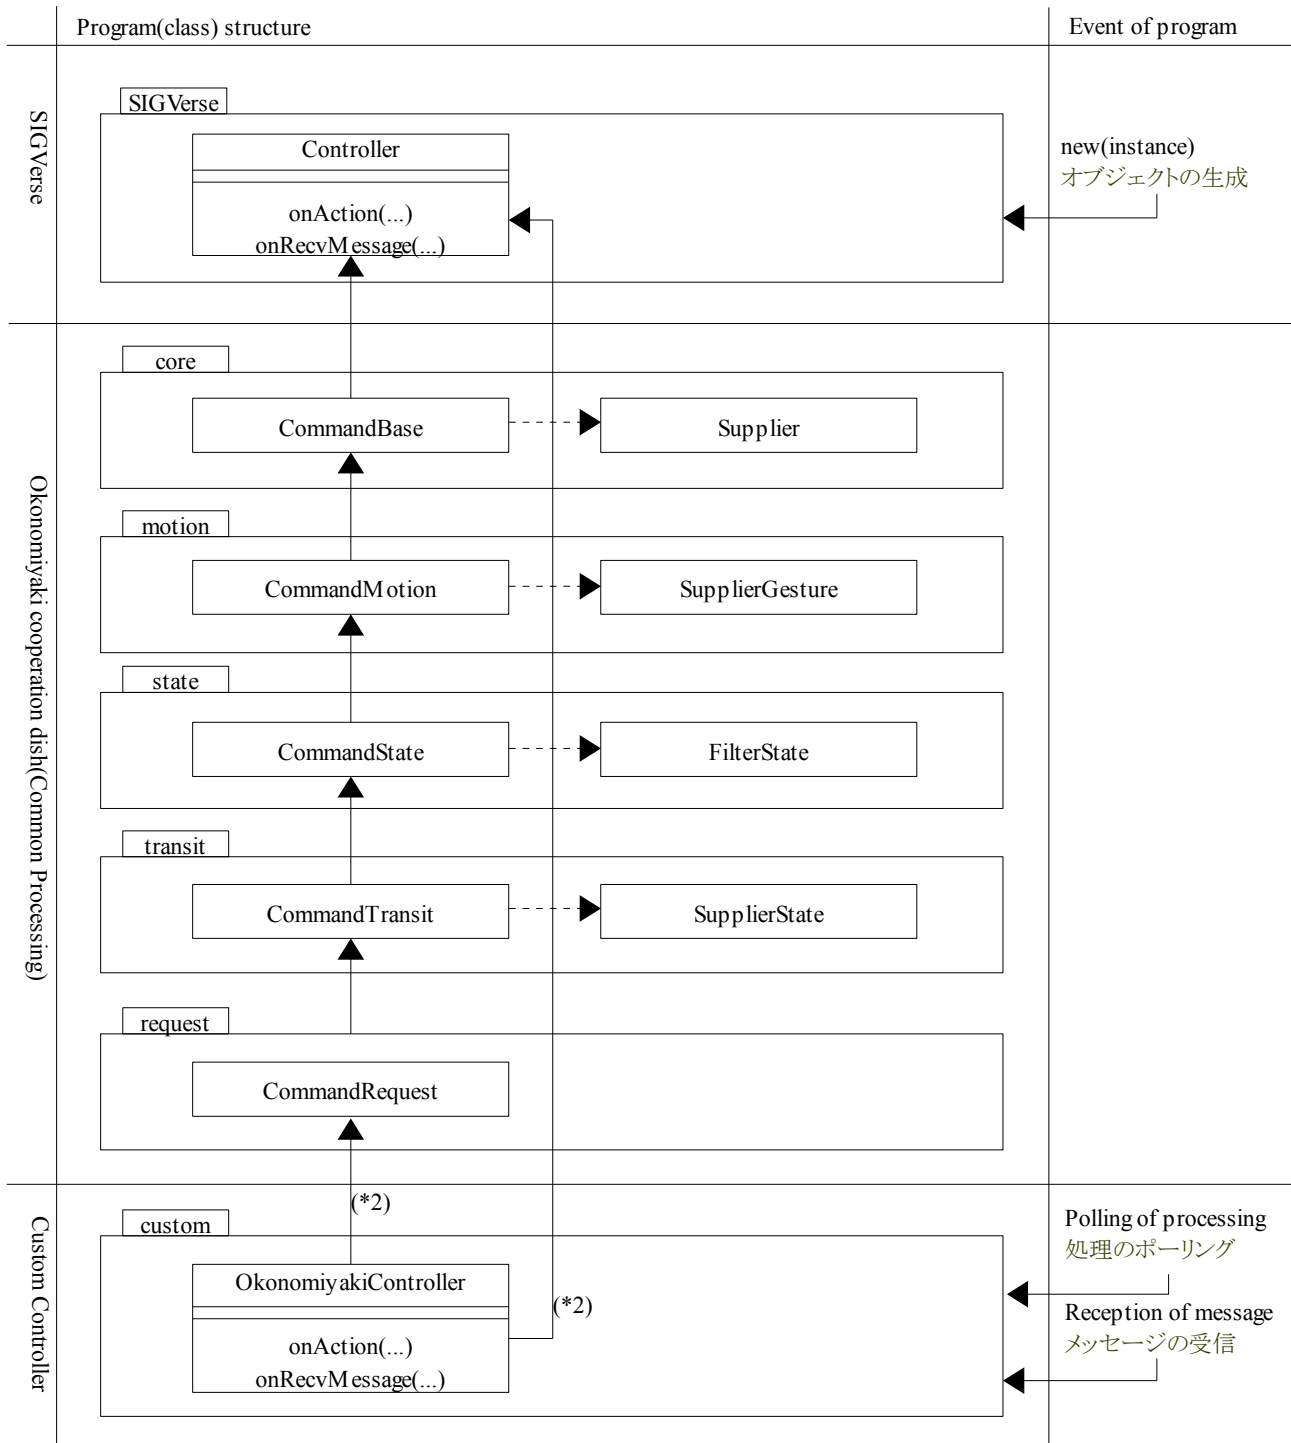 Program(class) structure
Event of program
SIGVerse
SIGVerse
Controller
onAction(...)
onRecvMessage(...)
new(instance)
オブジェクトの生成
Okonomiyaki cooperation dish(Common Processing)
core
CommandBase
Supplier
motion
CommandMotion
SupplierGesture
state
CommandState
FilterState
transit
CommandTransit
SupplierState
request
CommandRequest
Custom Controller
(*2)
custom
OkonomiyakiController
onAction(...)
onRecvMessage(...)
(*2)
Polling of processing
処理のポーリング
Reception of message
メッセージの受信